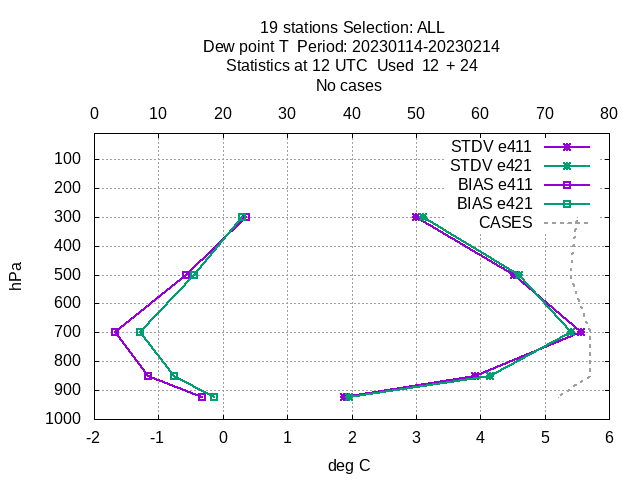 19 stations Selection: ALL
Dew point T  Period: 20230114-20230214
Statistics at 12 UTC  Used  12  + 24
No cases
0 10 20 30 40 50 60 70 80
STDV e411
STDV e421
BIAS e411
BIAS e421
CASES
100
200
300
400
500
600
700
800
900
1000
hPa
-2 -1 0 1 2 3 4 5 6
deg C